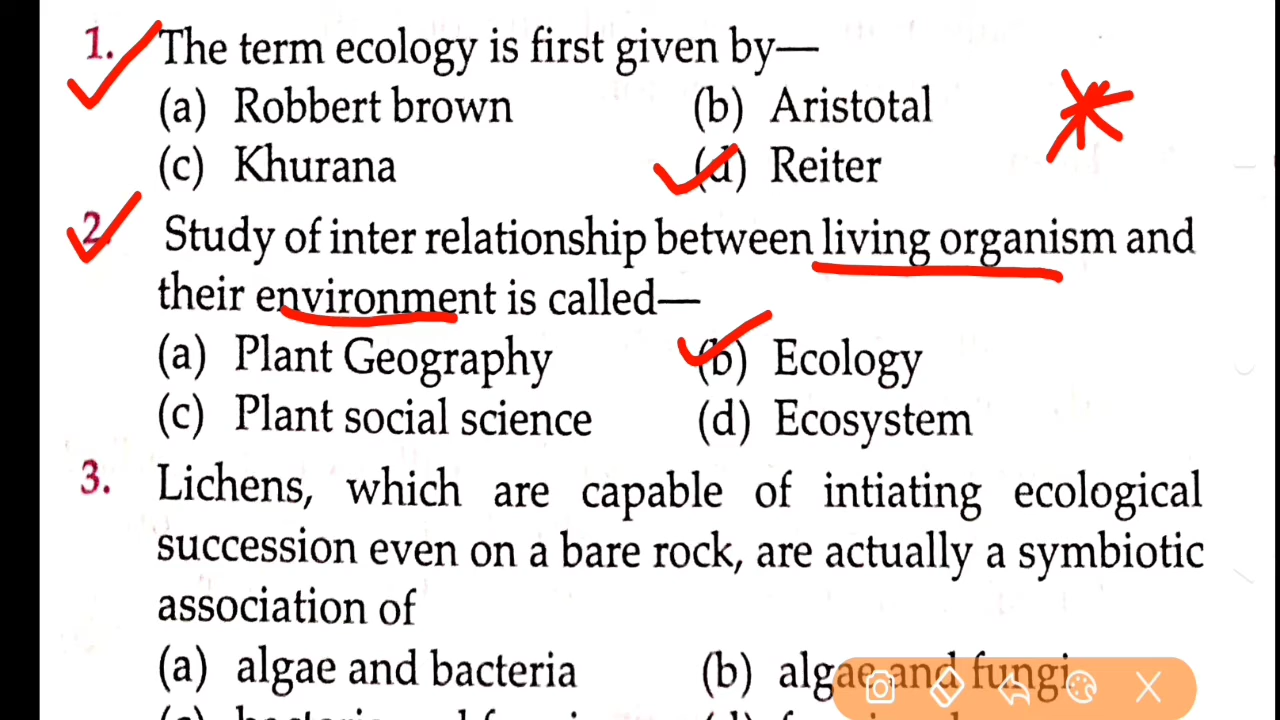 1. The term ecology is first given by—
(a) Robbert brown (b) Aristotal
(c) Khurana (d) Reiter
2. Study of inter relationship between living organism and
their environment is called—
(a) Plant Geography (b) Ecology
(c) Plant social science (d) Ecosystem
3. Lichens, which are capable of intiating ecological
succession even on a bare rock, are actually a symbiotic
association of
(a) algae and bacteria (b) algae and fungi